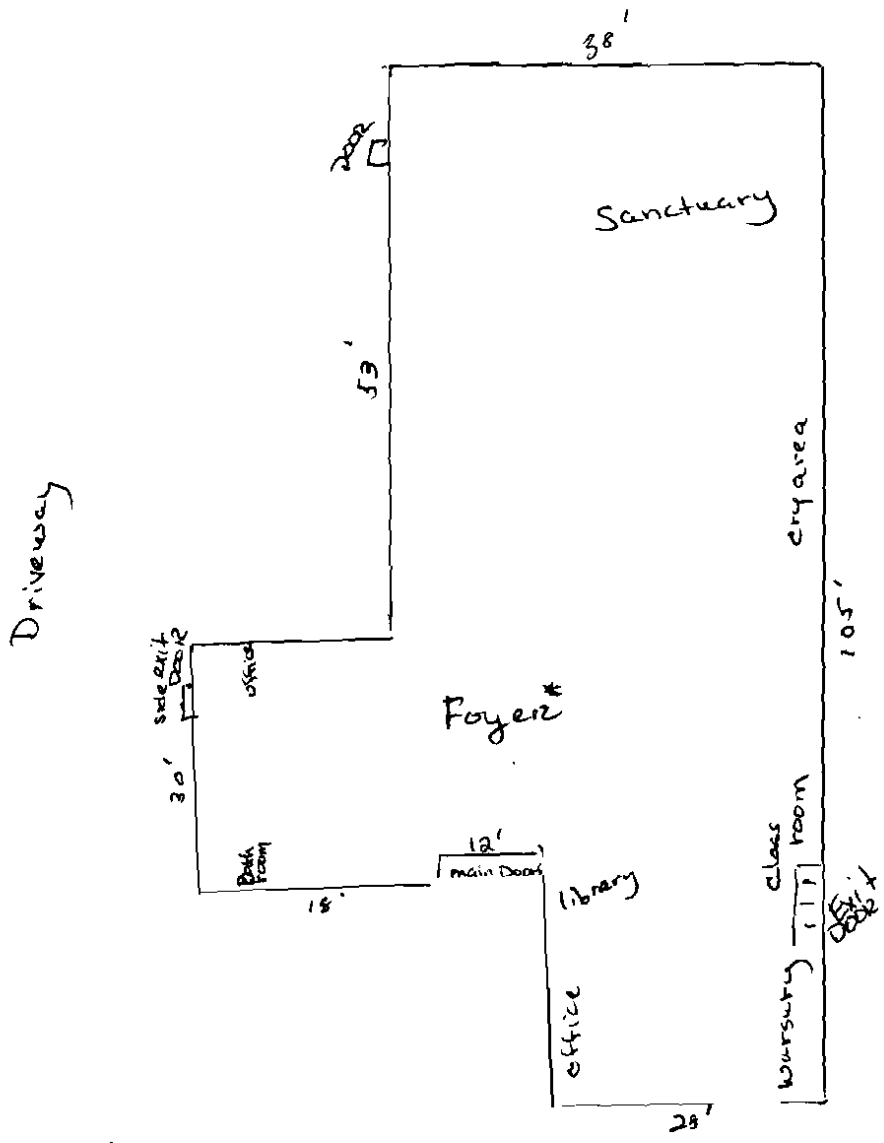 38'
DOOR
Sanctuary
53'
cry area
Driveway
105'
side exit
DOOR
office
Foyer*
30'
class
room
12'
main Doors
Bath
room
18'
library
Exit
DOOR
office
warsury
28'